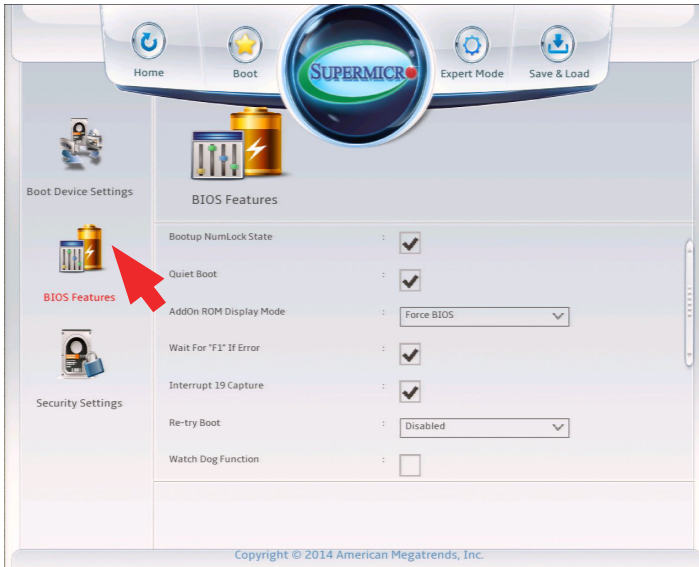 Home
Boot
SUPERMICRO
Expert Mode
Save & Load
Boot Device Settings
BIOS Features
Security Settings
BIOS Features
Bootup NumLock State :
Quiet Boot :
AddOn ROM Display Mode : Force BIOS
Wait For "F1" If Error :
Interrupt 19 Capture :
Re-try Boot : Disabled
Watch Dog Function :
Copyright © 2014 American Megatrends, Inc.